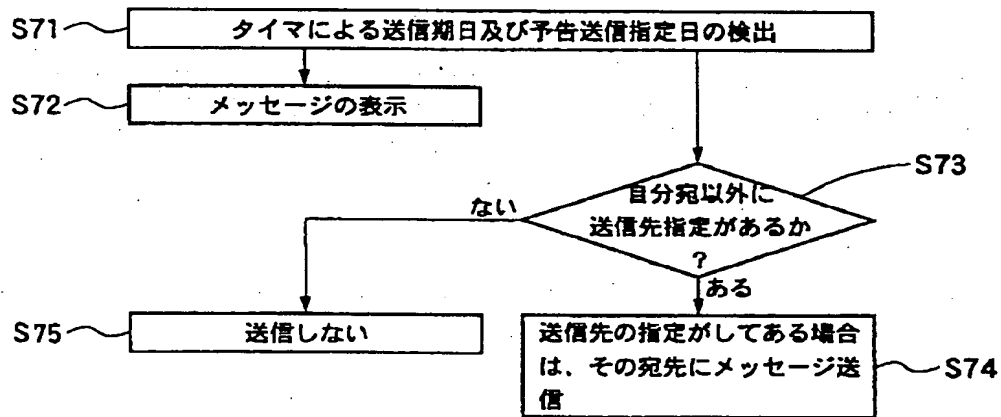 S71
タイマによる送信期日及び予告送信指定日の検出
S72
メッセージの表示
S73
自分宛以外に
送信先指定があるか
?
ない
ある
S75
送信しない
送信先の指定がしてある場合
は、その宛先にメッセージ送
信
S74